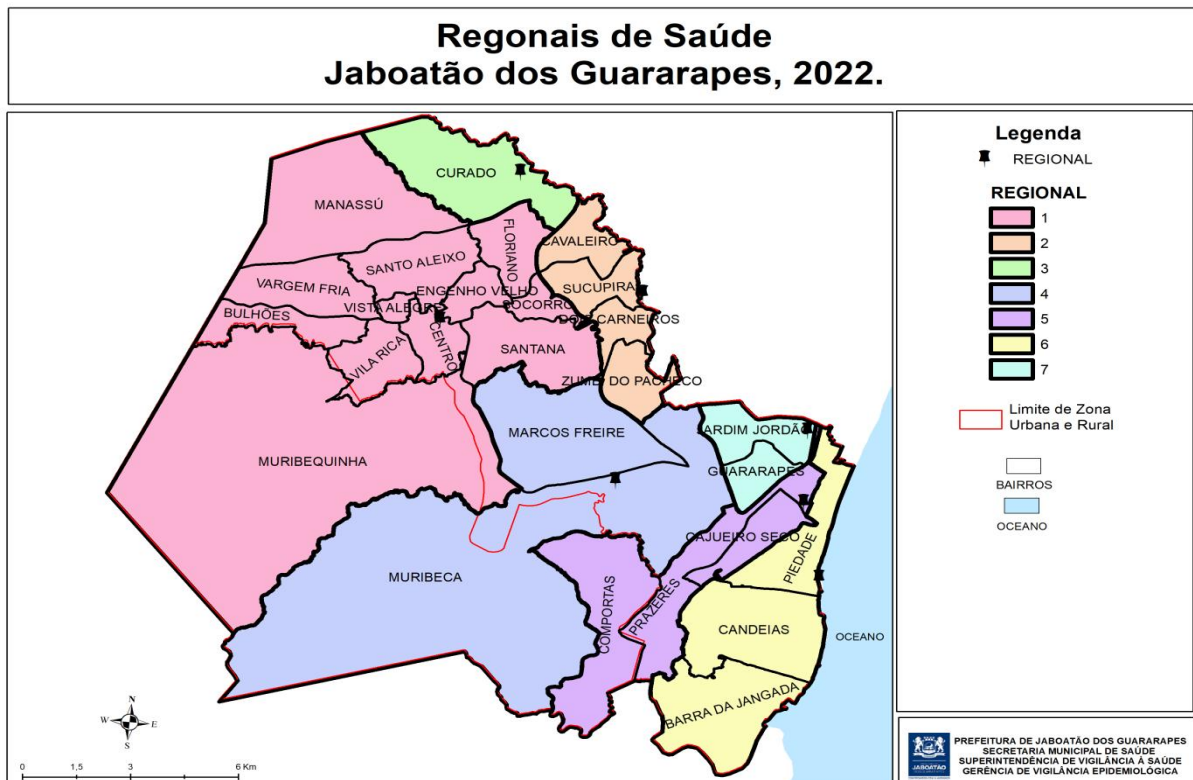 Regonais de Saúde
Jaboatão dos Guararapes, 2022.
CURADO
MANASSÚ
FLORIANO
CAVALEIRO
SANTO ALEIXO
VARGEM FRIA
ENGENHO VELHO
SUCUPIRA
VISTA ALEGRE
SOCORRO
BULHÕES
DOIS CARNEIROS
CENTRO
VILA RICA
SANTANA
ZUMBI DO PACHECO
MARCOS FREIRE
JARDIM JORDÃO
MURIBEQUINHA
GUARARAPES
CAJUEIRO SECO
PIEDADE
MURIBECA
COMPORTAS
PRAZERES
CANDEIAS
OCEANO
BARRA DA JANGADA
N
W E
S
0 1,5 3 6 Km
Legenda
REGIONAL
REGIONAL
1
2
3
4
5
6
7
Limite de Zona
Urbana e Rural
BAIRROS
OCEANO
JABOATÃO
PREFEITURA DE JABOATÃO DOS GUARARAPES
SECRETARIA MUNICIPAL DE SAÚDE
SUPERINTENDÊNCIA DE VIGILÂNCIA À SAÚDE
GERÊNCIA DE VIGILÂNCIA EPIDEMIOLÓGICA